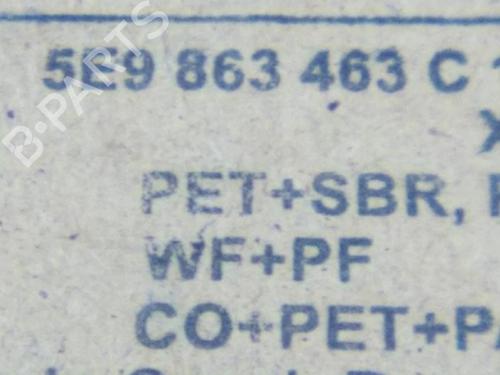 5E9 863 463 C
X
PET+SBR,
WF+PF
CO+PET+PA
B-PARTS